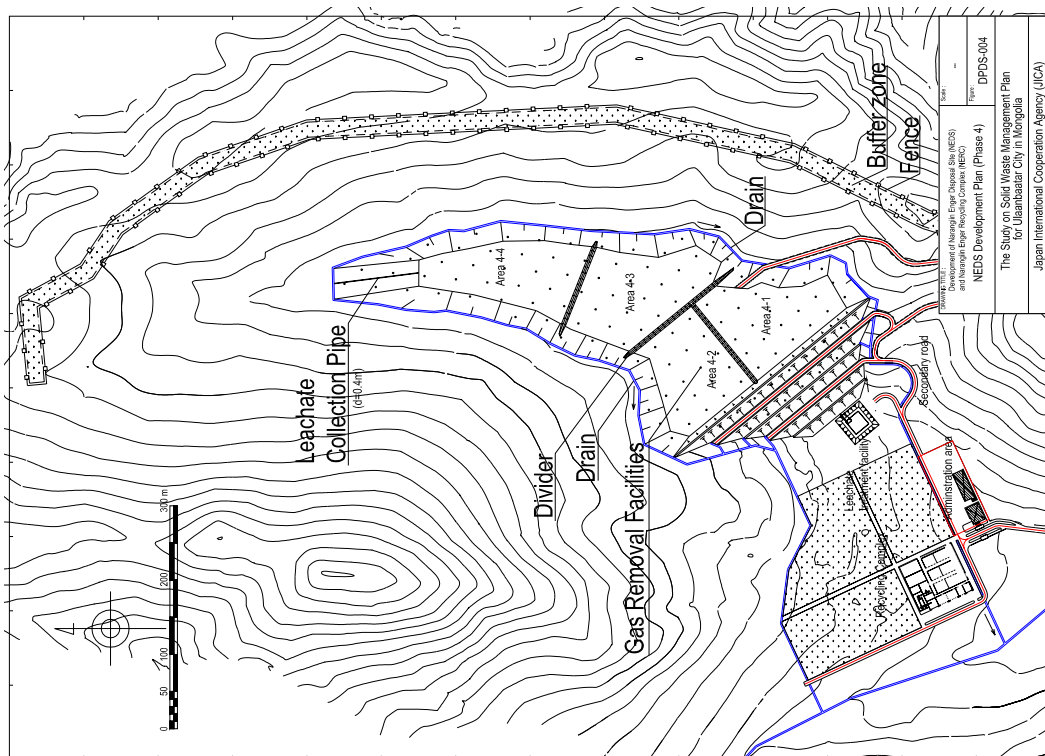 Leachate
Collection Pipe
(d=0.4m)
Divider
Drain
Gas Removal Facilities
Area 4-4
Area 4-3
Area 4-2
Area 4-1
Drain
Buffer zone
Fence
Secondary road
Leachate
treatment facility
Recycling complex
Adminstration area
0 50 100 200 300 m
DRAWING TITLE:
Development of Narangiin Enger Disposal Site (NEDS)
and Narangiin Enger Recycling Complex (NERC)
NEDS Development Plan (Phase 4)
Scale:
--
Figure:
DPDS-004
The Study on Solid Waste Management Plan
for Ulaanbaatar City in Mongolia
Japan International Cooperation Agency (JICA)